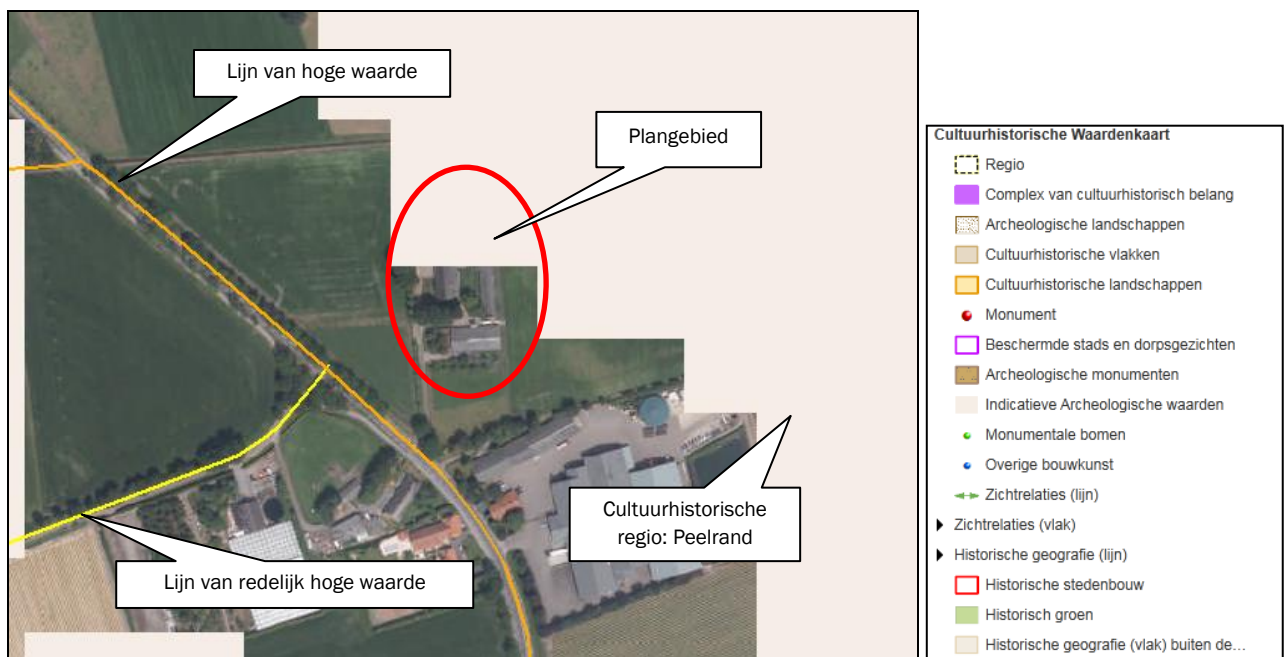 Lijn van hoge waarde
Plangebied
Cultuurhistorische
regio: Peelrand
Lijn van redelijk hoge waarde
Cultuurhistorische Waardenkaart
Regio
Complex van cultuurhistorisch belang
Archeologische landschappen
Cultuurhistorische vlakken
Cultuurhistorische landschappen
Monument
Beschermde stads en dorpsgezichten
Archeologische monumenten
Indicatieve Archeologische waarden
Monumentale bomen
Overige bouwkunst
Zichtrelaties (lijn)
Zichtrelaties (vlak)
Historische geografie (lijn)
Historische stedenbouw
Historisch groen
Historische geografie (vlak) buiten de...